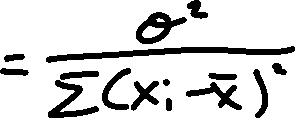 = σ² / Σ(xᵢ - x̄)²